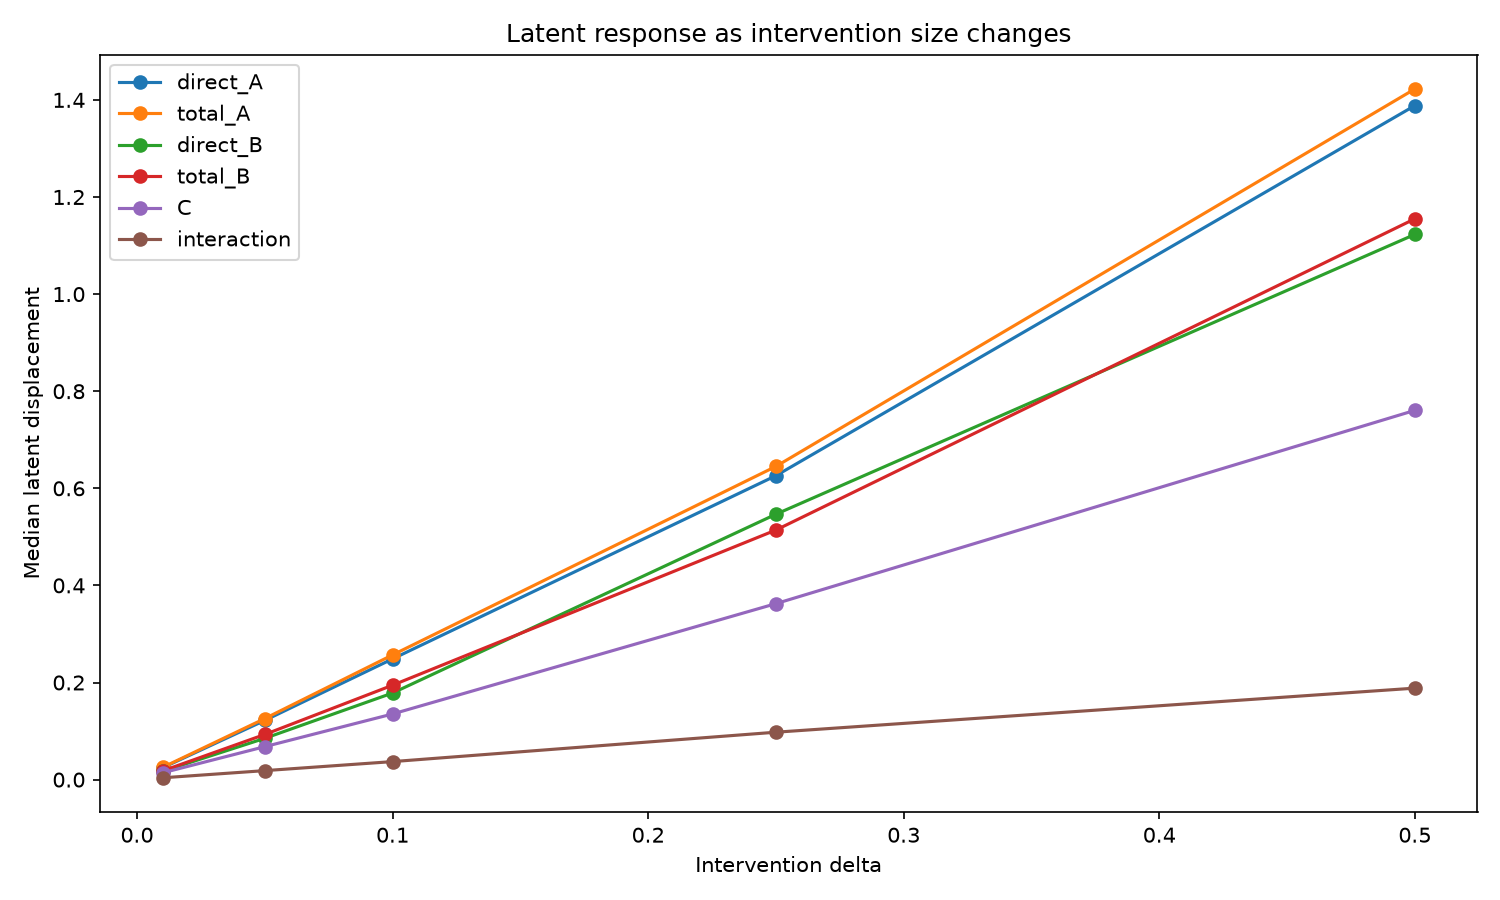 Latent response as intervention size changes
direct_A
total_A
direct_B
total_B
C
interaction
Median latent displacement
1.4
1.2
1.0
0.8
0.6
0.4
0.2
0.0
0.0
0.1
0.2
0.3
0.4
0.5
Intervention delta